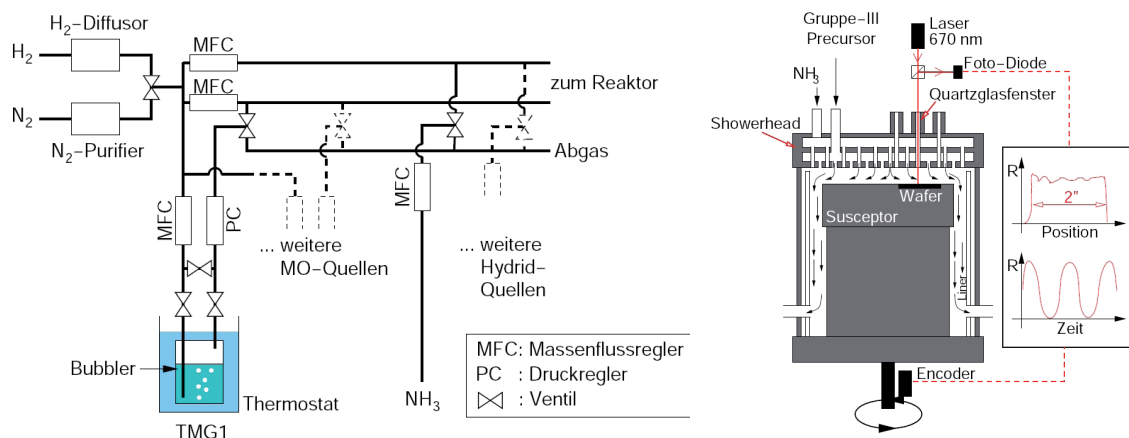 H₂-Diffusor
H₂
MFC
MFC
zum Reaktor
N₂
N₂-Purifier
Abgas
MFC
PC
MFC
... weitere
MO-Quellen
... weitere
Hydrid-
Quellen
Bubbler
Thermostat
TMG1
NH₃
MFC: Massenflussregler
PC : Druckregler
: Ventil
Gruppe-III
Precursor
Laser
670 nm
NH₃
Foto-Diode
Quartzglasfenster
Showerhead
Wafer
Susceptor
Liner
R
2"
Position
R
Zeit
Encoder